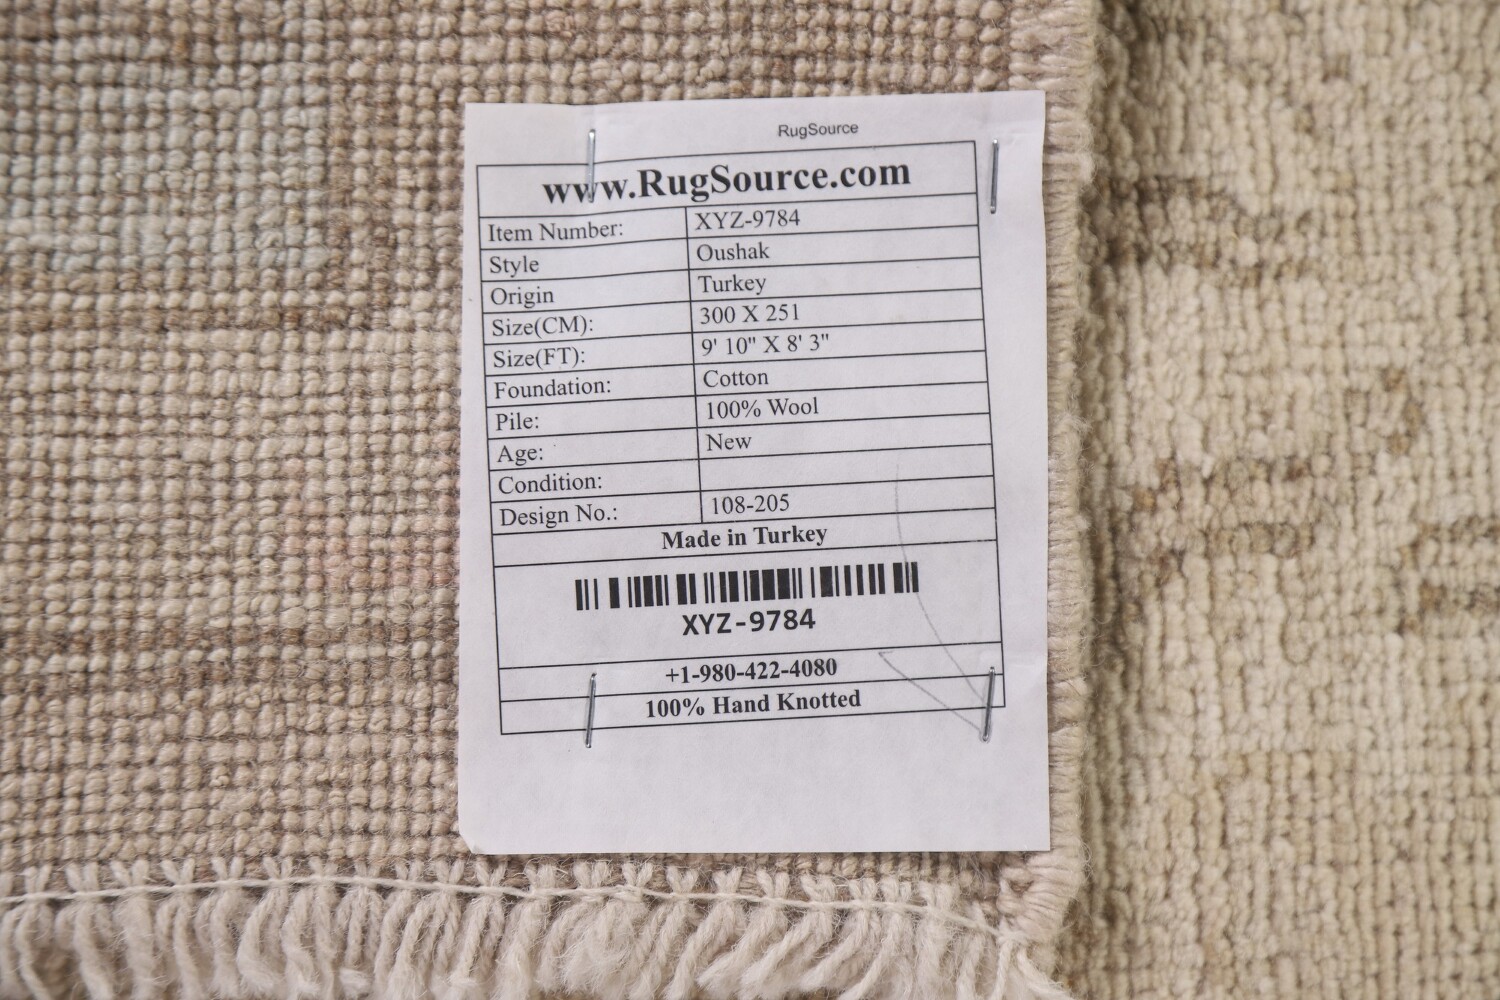 RugSource
www.RugSource.com
Item Number: XYZ-9784
Style Oushak
Origin Turkey
Size(CM): 300 X 251
Size(FT): 9' 10" X 8' 3"
Foundation: Cotton
Pile: 100% Wool
Age: New
Condition:
Design No.: 108-205
Made in Turkey
XYZ-9784
+1-980-422-4080
100% Hand Knotted